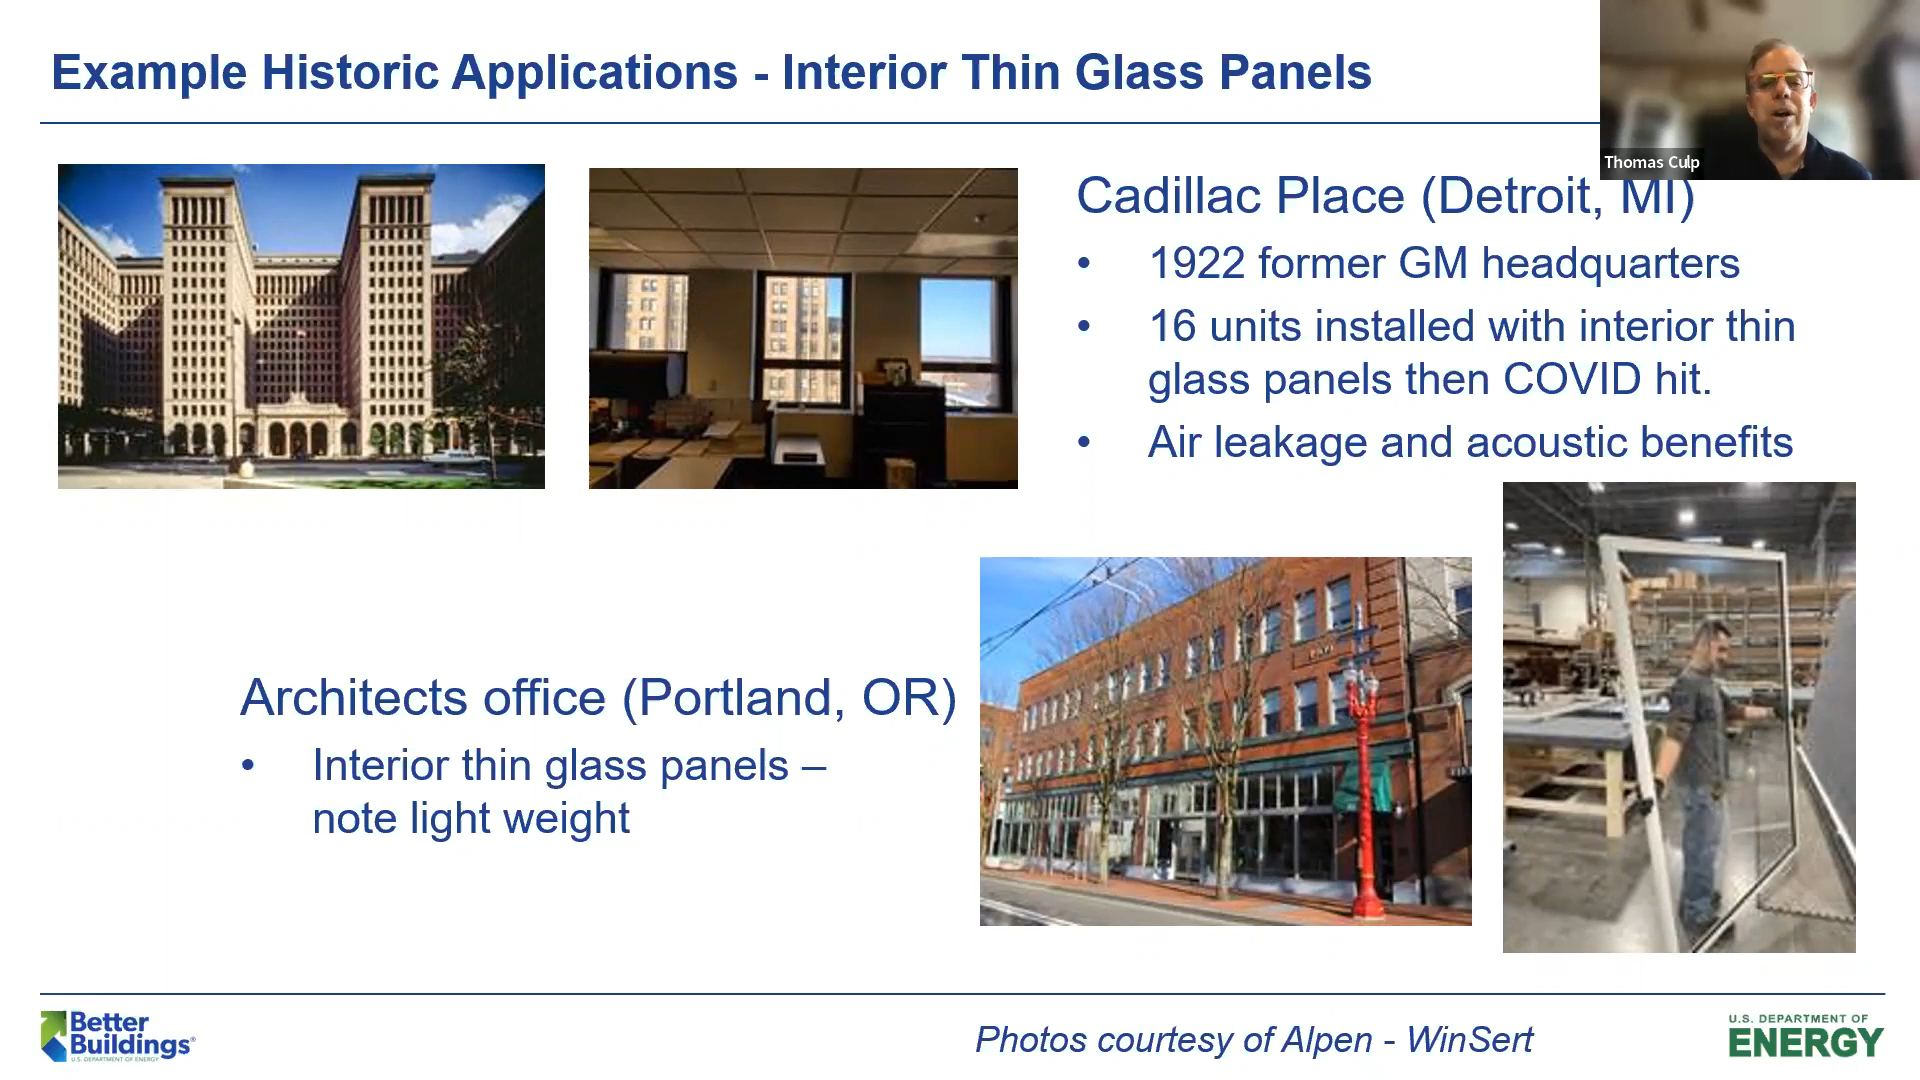 Example Historic Applications - Interior Thin Glass Panels
Thomas Culp
Cadillac Place (Detroit, MI)
• 1922 former GM headquarters
• 16 units installed with interior thin
glass panels then COVID hit.
• Air leakage and acoustic benefits
Architects office (Portland, OR)
• Interior thin glass panels –
note light weight
Better
Buildings®
U.S. DEPARTMENT OF ENERGY
Photos courtesy of Alpen - WinSert
U.S. DEPARTMENT OF
ENERGY